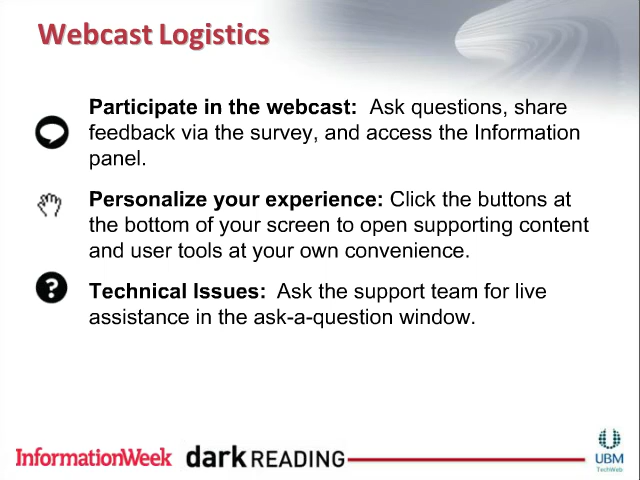 Webcast Logistics
Participate in the webcast:  Ask questions, share
feedback via the survey, and access the Information
panel.
Personalize your experience: Click the buttons at
the bottom of your screen to open supporting content
and user tools at your own convenience.
?
Technical Issues:  Ask the support team for live
assistance in the ask-a-question window.
InformationWeek dark READING
UBM
TechWeb